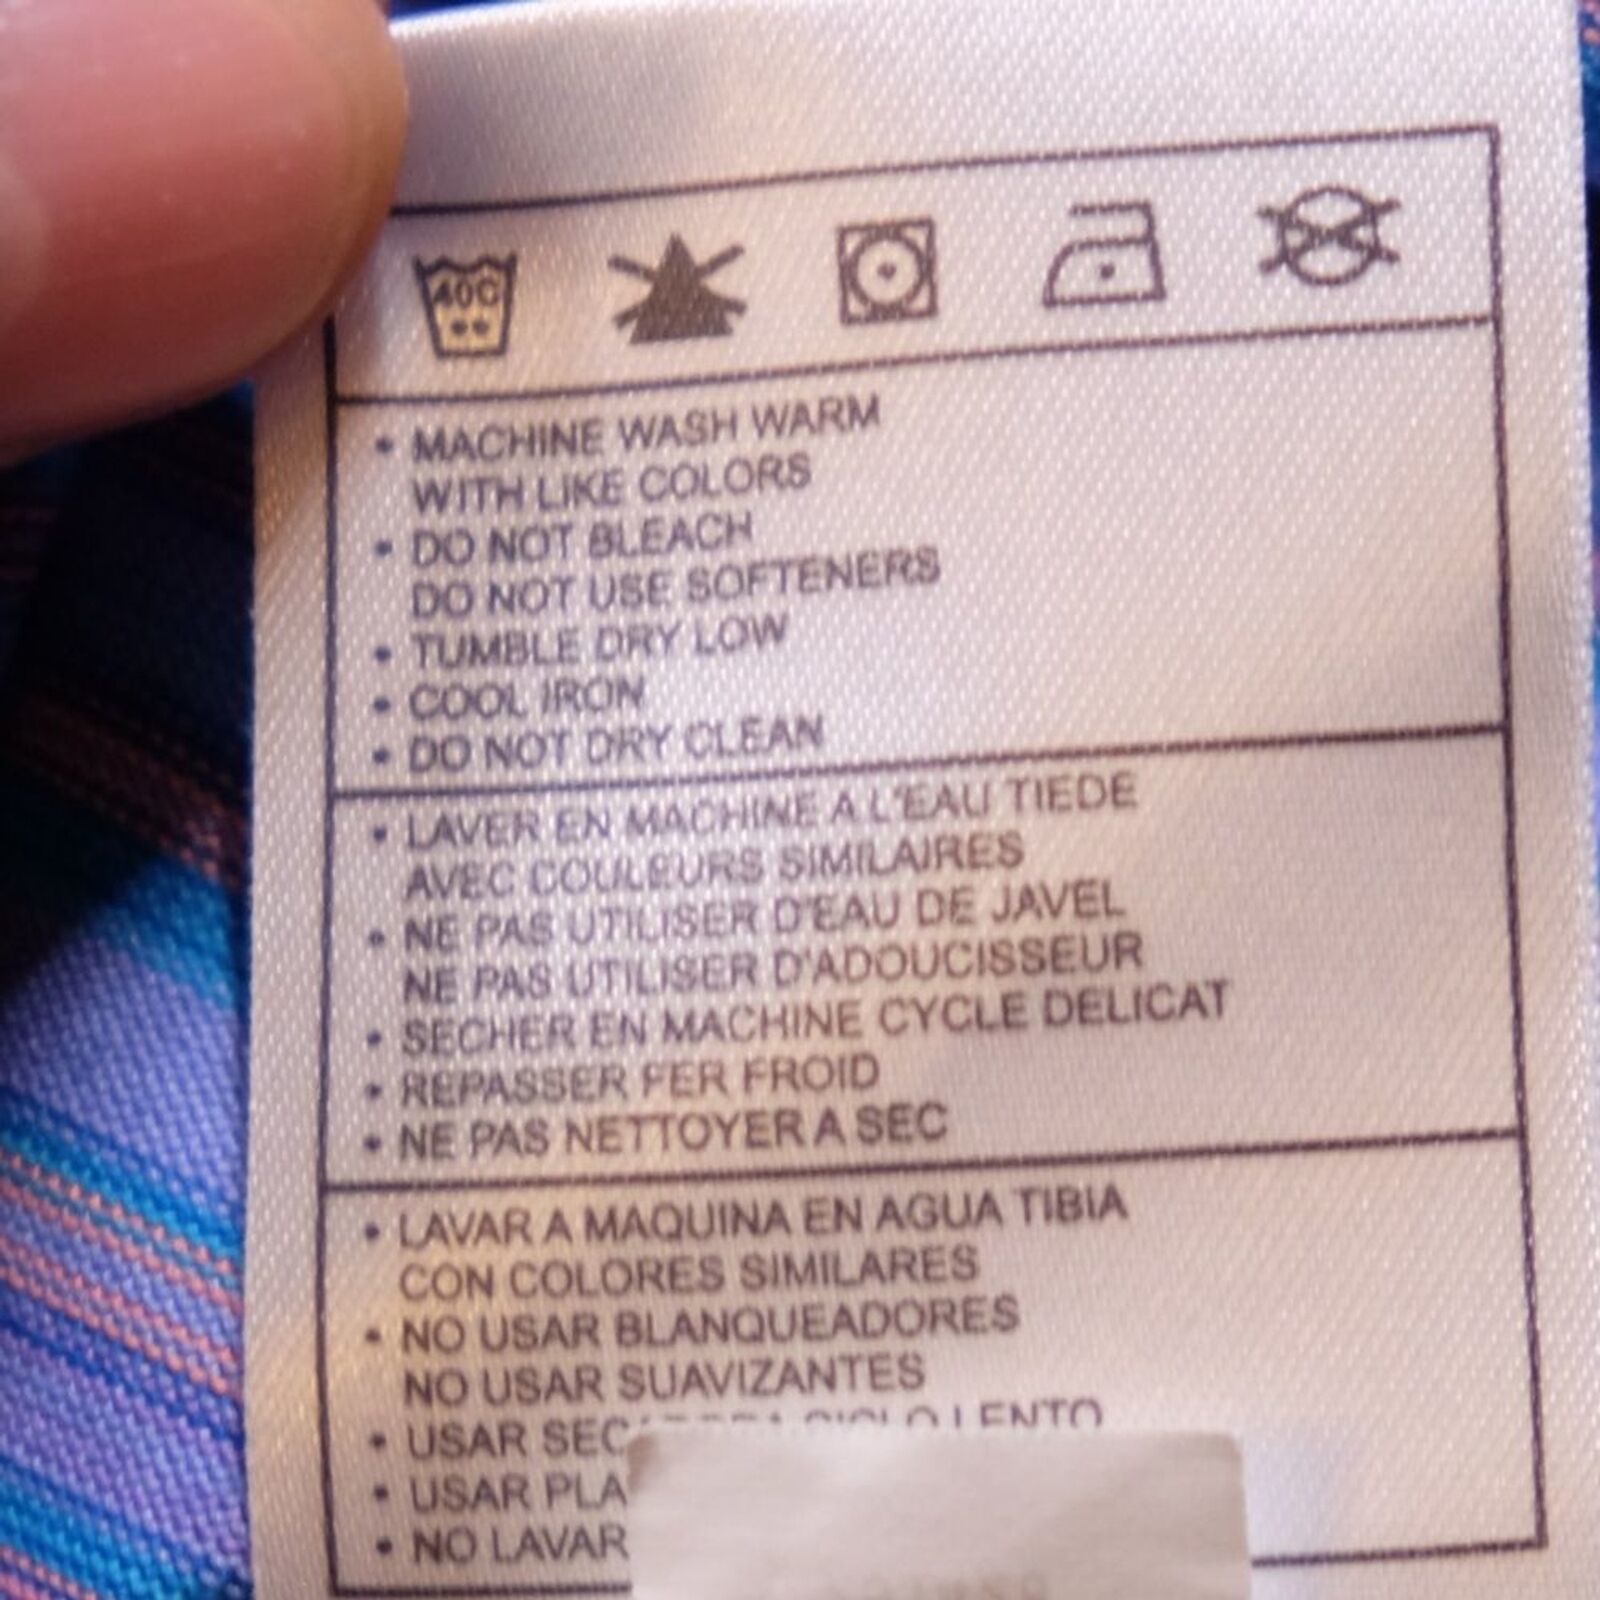 40C
• MACHINE WASH WARM
WITH LIKE COLORS
• DO NOT BLEACH
DO NOT USE SOFTENERS
• TUMBLE DRY LOW
• COOL IRON
• DO NOT DRY CLEAN
• LAVER EN MACHINE A L'EAU TIEDE
AVEC COULEURS SIMILAIRES
• NE PAS UTILISER D'EAU DE JAVEL
NE PAS UTILISER D'ADOUCISSEUR
• SECHER EN MACHINE CYCLE DELICAT
• REPASSER FER FROID
• NE PAS NETTOYER A SEC
• LAVAR A MAQUINA EN AGUA TIBIA
CON COLORES SIMILARES
• NO USAR BLANQUEADORES
NO USAR SUAVIZANTES
• USAR CICLO LENTO
• USAR
• NO LAVAR